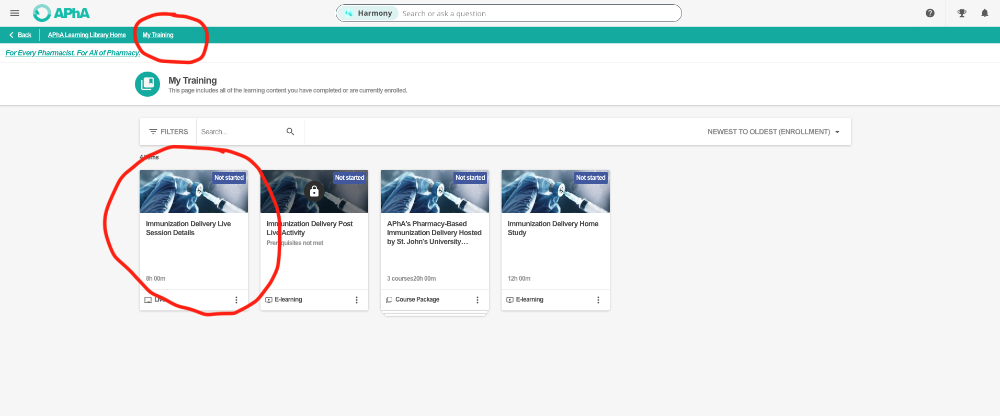 APhA
Harmony Search or ask a question
Back APhA Learning Library Home My Training
For Every Pharmacist. For All of Pharmacy.
My Training
This page includes all of the learning content you have completed or are currently enrolled.
FILTERS Search... NEWEST TO OLDEST (ENROLLMENT)
4 items
Not started
Immunization Delivery Live
Session Details
8h 00m
Live
Not started
Immunization Delivery Post
Live Activity
Prerequisites not met
E-learning
Not started
APhA's Pharmacy-Based
Immunization Delivery Hosted
by St. John's University…
3 courses20h 00m
Course Package
Not started
Immunization Delivery Home
Study
12h 00m
E-learning